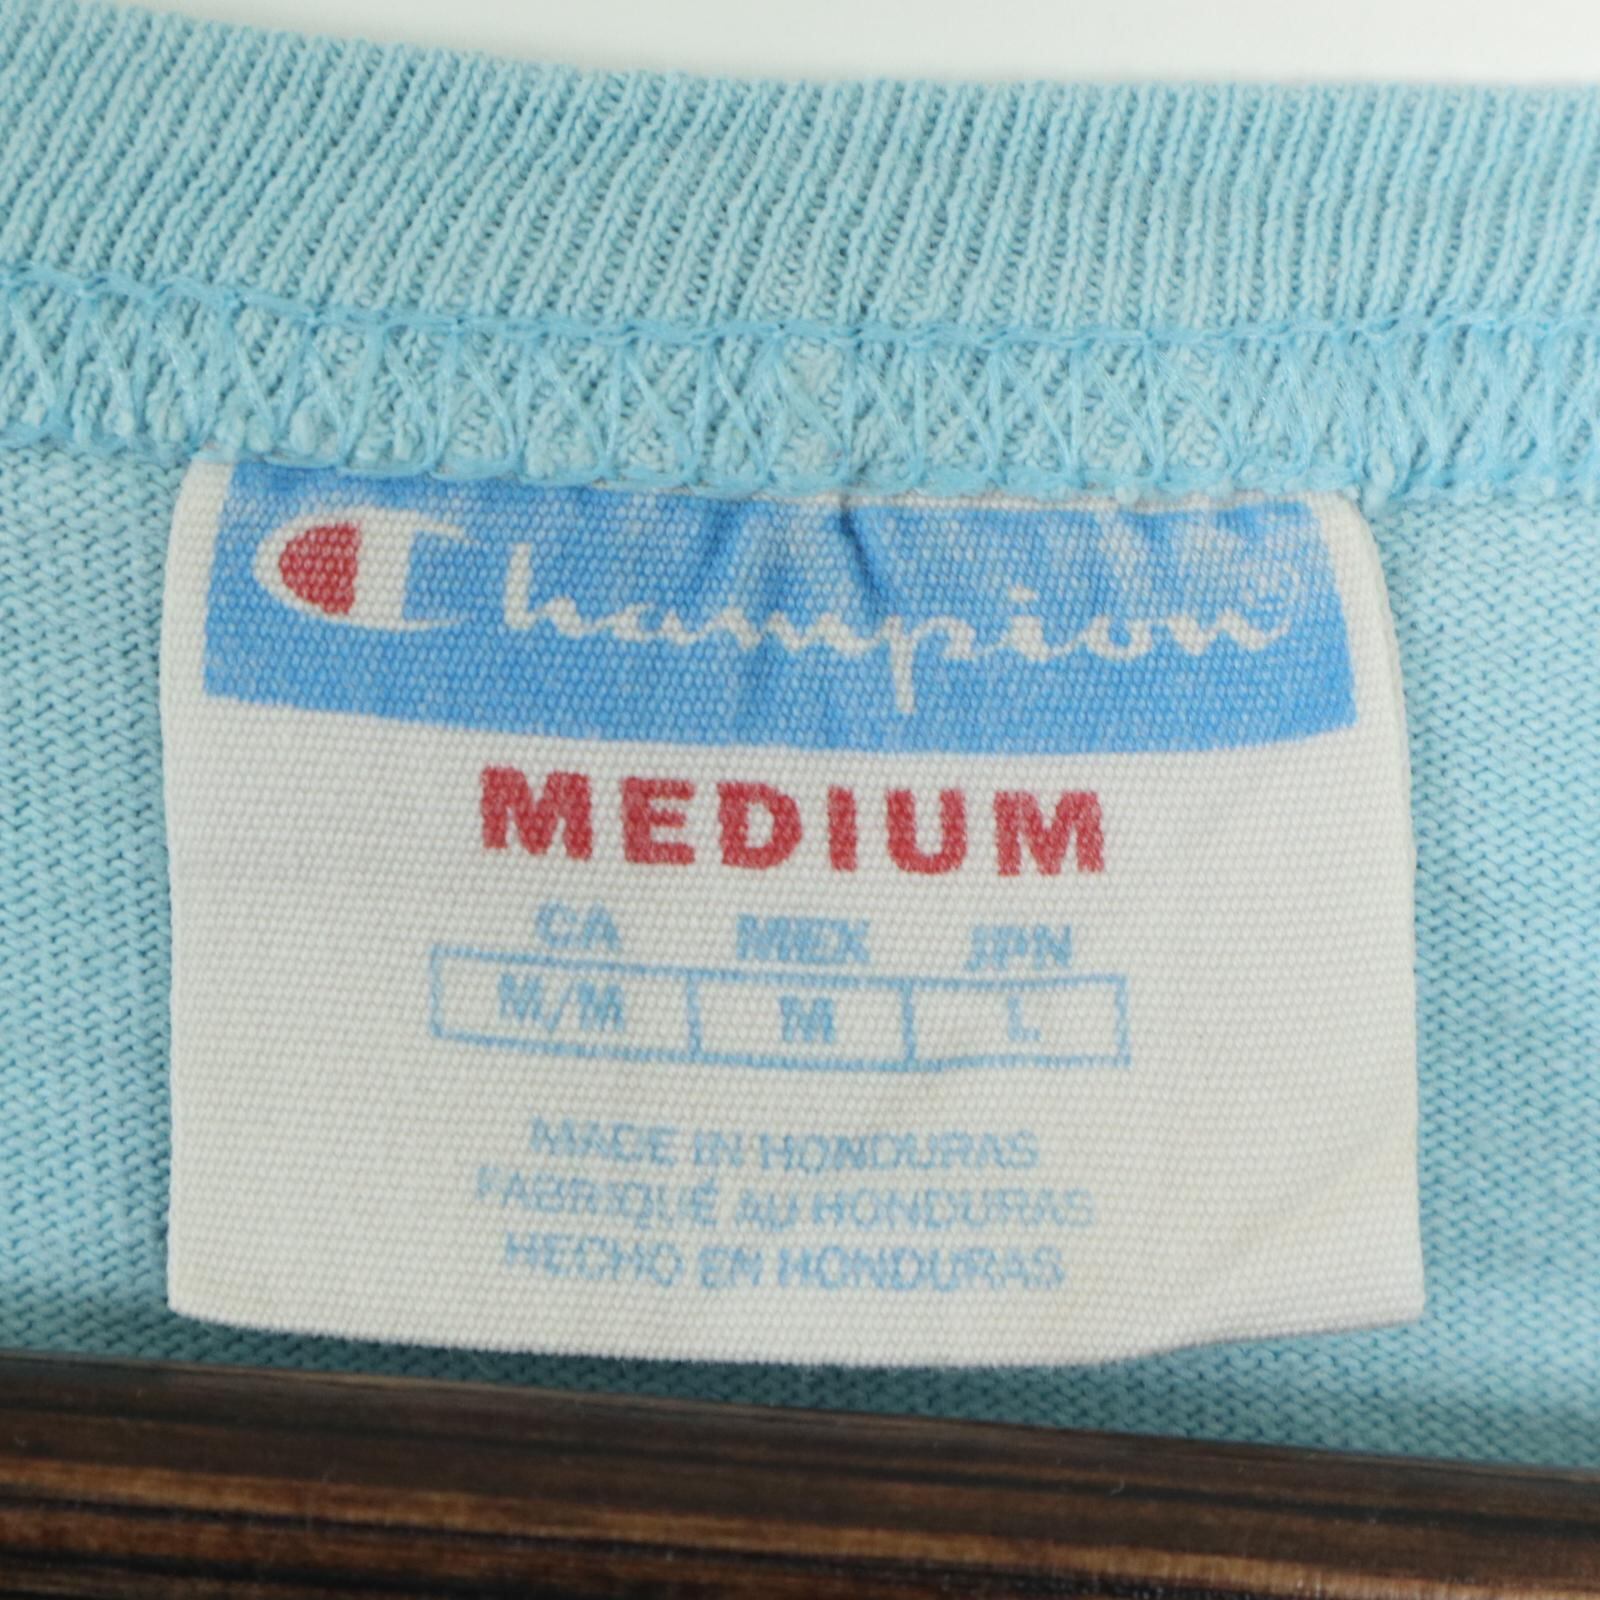 Champion®
MEDIUM
CA MEX JPN
M/M M L
MADE IN HONDURAS
FABRIQUÉ AU HONDURAS
HECHO EN HONDURAS